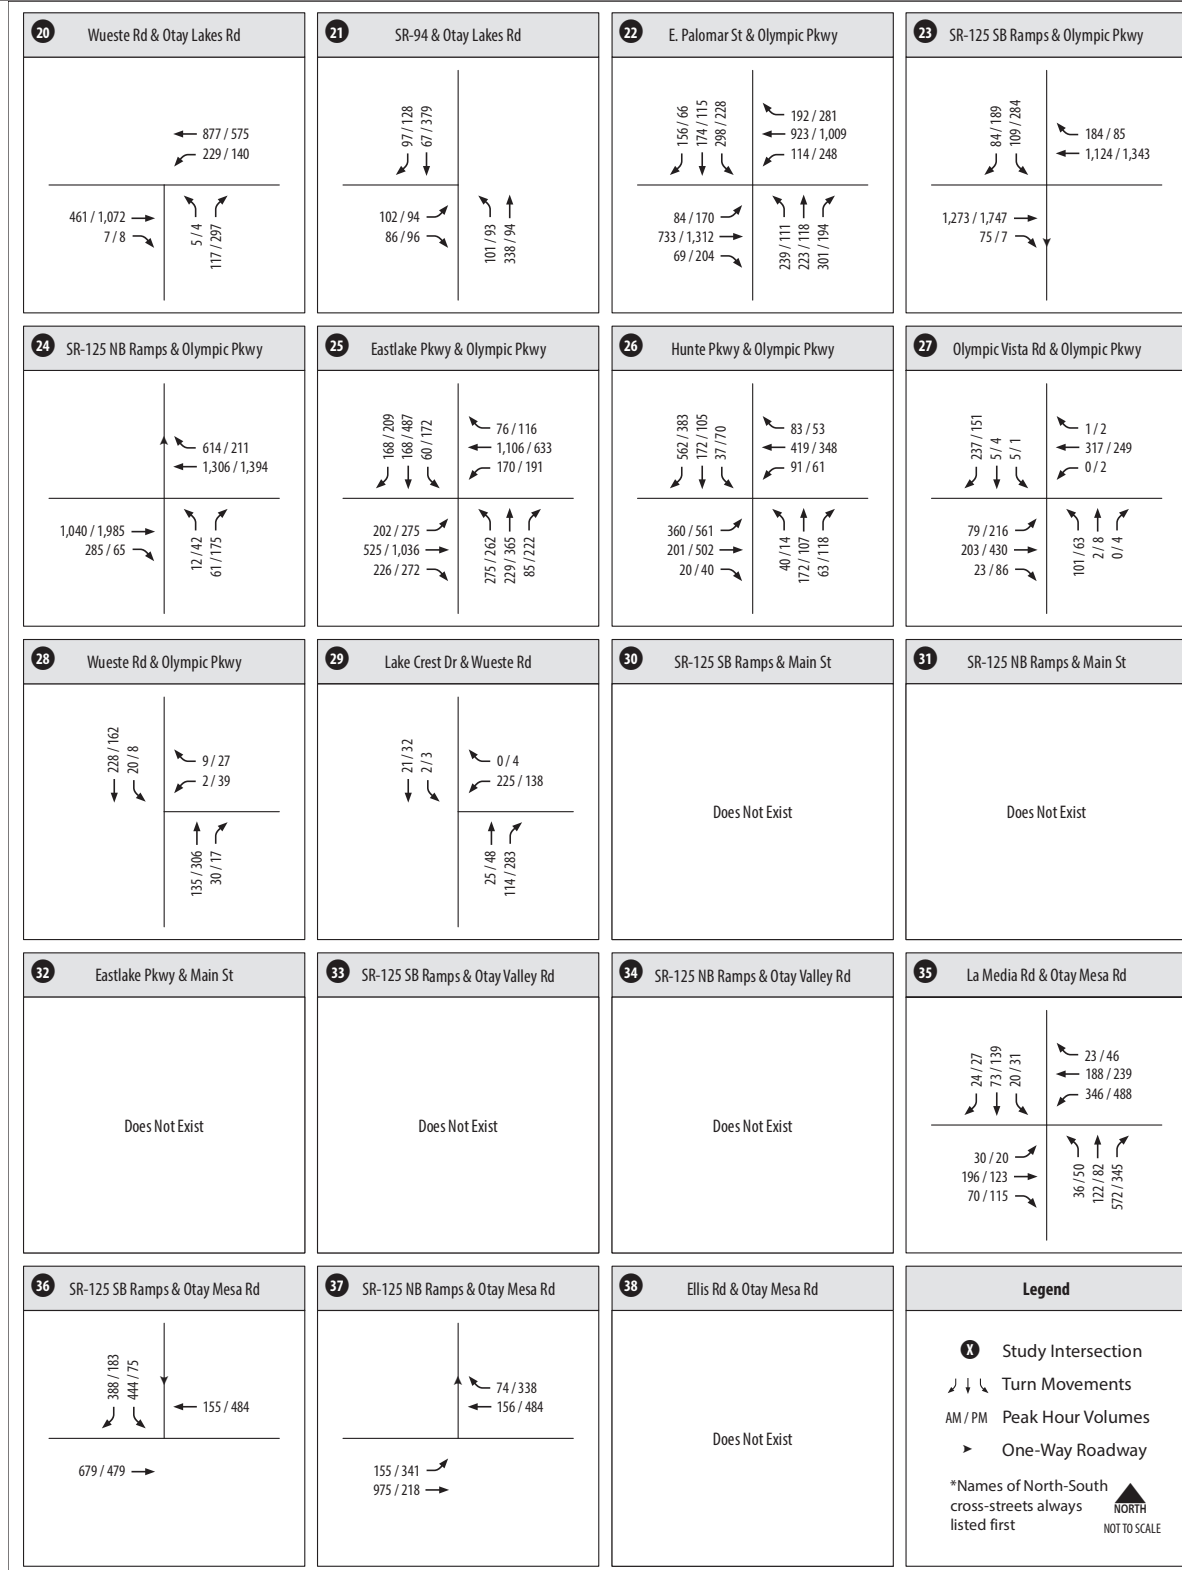 20 Wueste Rd & Otay Lakes Rd
877 / 575
229 / 140
461 / 1,072
7 / 8
5 / 4
117 / 297
21 SR-94 & Otay Lakes Rd
97 / 128
67 / 379
102 / 94
86 / 96
101 / 93
338 / 94
22 E. Palomar St & Olympic Pkwy
156 / 66
174 / 115
298 / 228
192 / 281
923 / 1,009
114 / 248
84 / 170
733 / 1,312
69 / 204
239 / 111
223 / 118
301 / 194
23 SR-125 SB Ramps & Olympic Pkwy
84 / 189
109 / 284
184 / 85
1,124 / 1,343
1,273 / 1,747
75 / 7
24 SR-125 NB Ramps & Olympic Pkwy
614 / 211
1,306 / 1,394
1,040 / 1,985
285 / 65
12 / 42
61 / 175
25 Eastlake Pkwy & Olympic Pkwy
168 / 209
168 / 487
60 / 172
76 / 116
1,106 / 633
170 / 191
202 / 275
525 / 1,036
226 / 272
275 / 262
229 / 365
85 / 222
26 Hunte Pkwy & Olympic Pkwy
562 / 383
172 / 105
37 / 70
83 / 53
419 / 348
91 / 61
360 / 561
201 / 502
20 / 40
40 / 14
172 / 107
63 / 118
27 Olympic Vista Rd & Olympic Pkwy
237 / 151
5 / 4
5 / 1
1 / 2
317 / 249
0 / 2
79 / 216
203 / 430
23 / 86
101 / 63
2 / 8
0 / 4
28 Wueste Rd & Olympic Pkwy
228 / 162
20 / 8
9 / 27
2 / 39
135 / 306
30 / 17
29 Lake Crest Dr & Wueste Rd
21 / 32
2 / 3
0 / 4
225 / 138
25 / 48
114 / 283
30 SR-125 SB Ramps & Main St
Does Not Exist
31 SR-125 NB Ramps & Main St
Does Not Exist
32 Eastlake Pkwy & Main St
Does Not Exist
33 SR-125 SB Ramps & Otay Valley Rd
Does Not Exist
34 SR-125 NB Ramps & Otay Valley Rd
Does Not Exist
35 La Media Rd & Otay Mesa Rd
24 / 27
73 / 139
20 / 31
23 / 46
188 / 239
346 / 488
30 / 20
196 / 123
70 / 115
36 / 50
122 / 82
572 / 345
36 SR-125 SB Ramps & Otay Mesa Rd
388 / 183
444 / 75
155 / 484
679 / 479
37 SR-125 NB Ramps & Otay Mesa Rd
74 / 338
156 / 484
155 / 341
975 / 218
38 Ellis Rd & Otay Mesa Rd
Does Not Exist
Legend
X Study Intersection
Turn Movements
AM / PM Peak Hour Volumes
One-Way Roadway
*Names of North-South
cross-streets always
listed first
NORTH
NOT TO SCALE